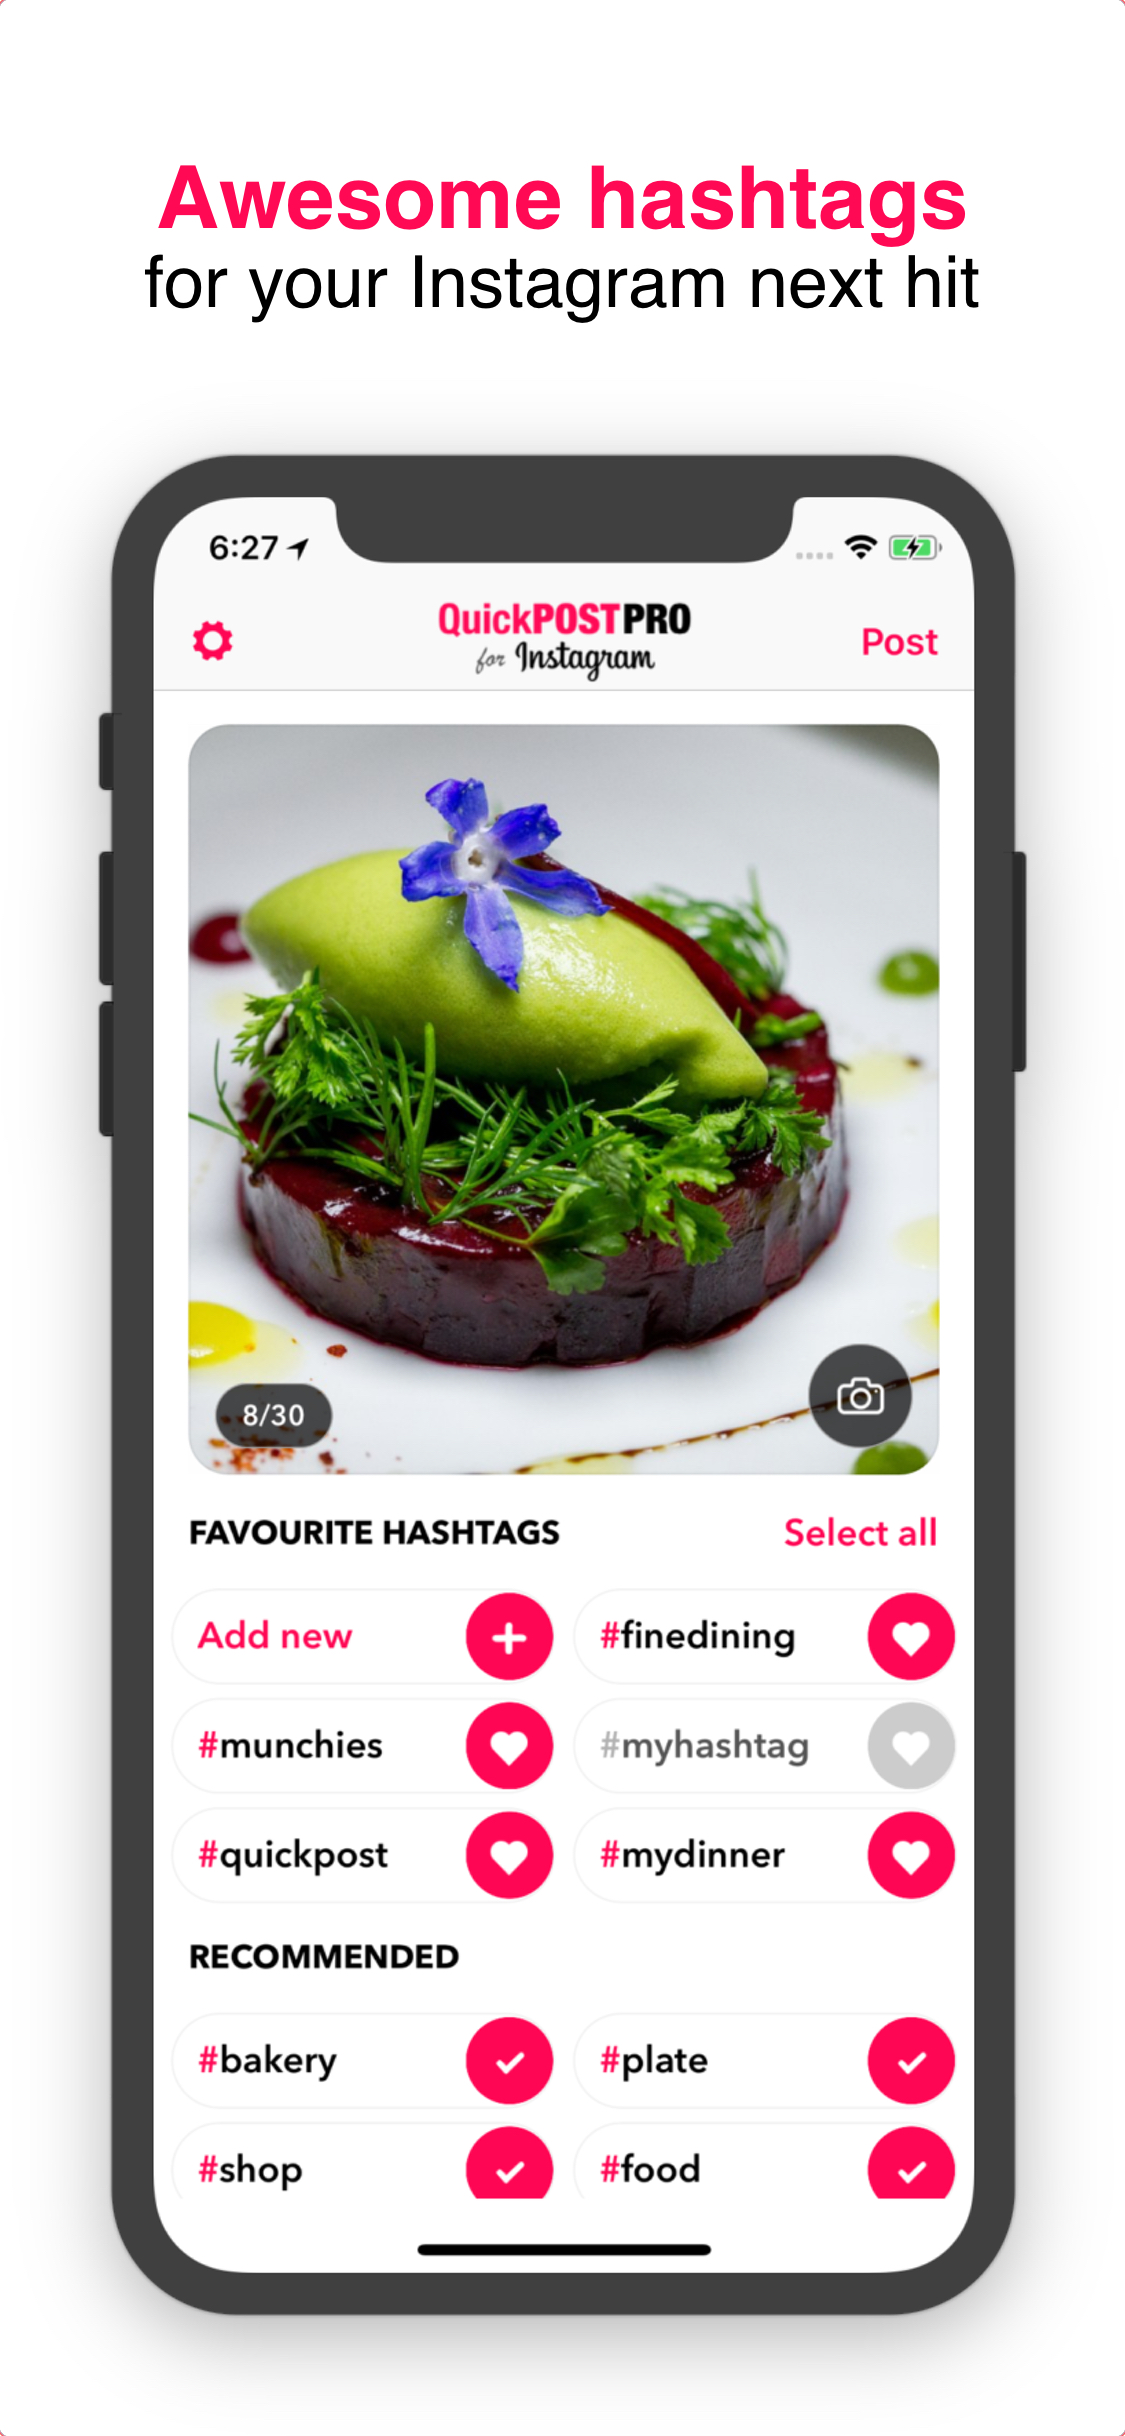 Awesome hashtags
for your Instagram next hit
6:27
QuickPOSTPRO
for Instagram
Post
8/30
FAVOURITE HASHTAGS
Select all
Add new
#finedining
#munchies
#myhashtag
#quickpost
#mydinner
RECOMMENDED
#bakery
#plate
#shop
#food